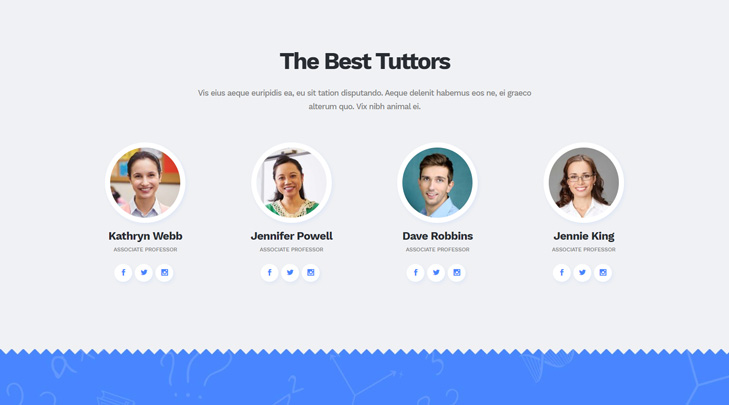 The Best Tuttors
Vis eius aeque euripidis ea, eu sit tation disputando. Aeque delenit habemus eos ne, ei graeco
alterum quo. Vix nibh animal ei.
Kathryn Webb
ASSOCIATE PROFESSOR
Jennifer Powell
ASSOCIATE PROFESSOR
Dave Robbins
ASSOCIATE PROFESSOR
Jennie King
ASSOCIATE PROFESSOR